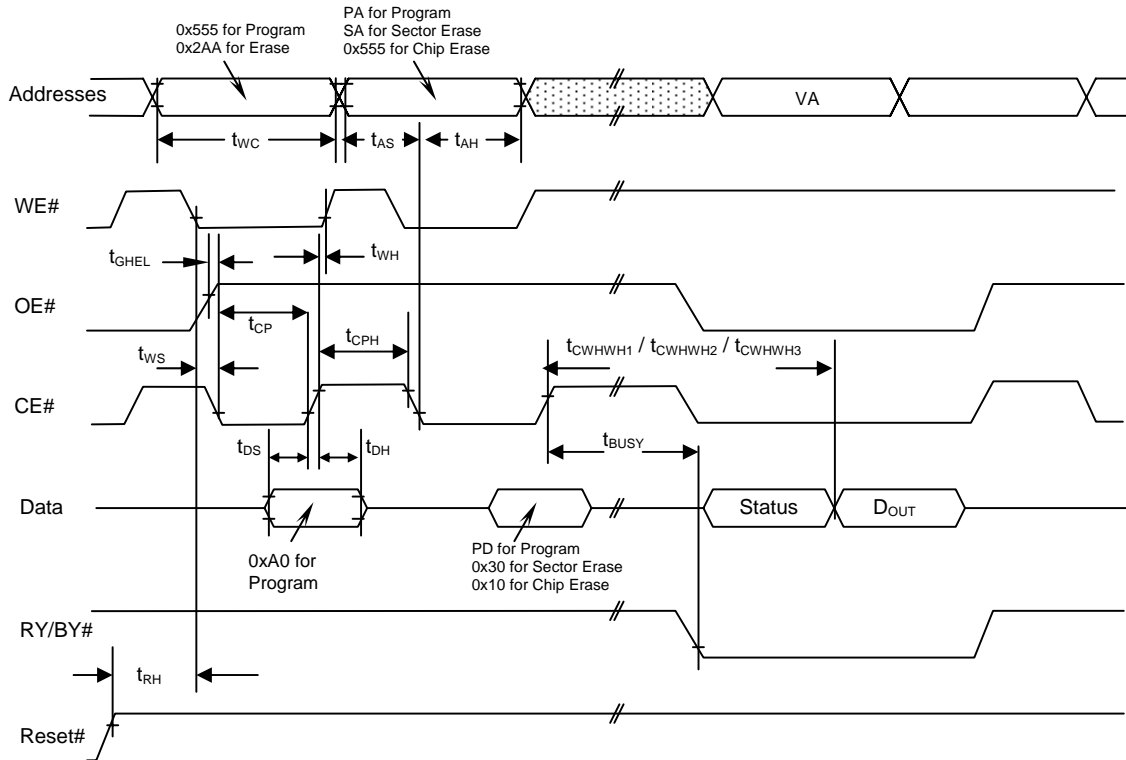 0x555 for Program
0x2AA for Erase
PA for Program
SA for Sector Erase
0x555 for Chip Erase
Addresses
VA
tWC
tAS
tAH
WE#
tGHEL
tWH
OE#
tCP
tCPH
tWS
tCWHWH1 / tCWHWH2 / tCWHWH3
CE#
tDS
tDH
tBUSY
Data
Status
DOUT
0xA0 for
Program
PD for Program
0x30 for Sector Erase
0x10 for Chip Erase
RY/BY#
tRH
Reset#